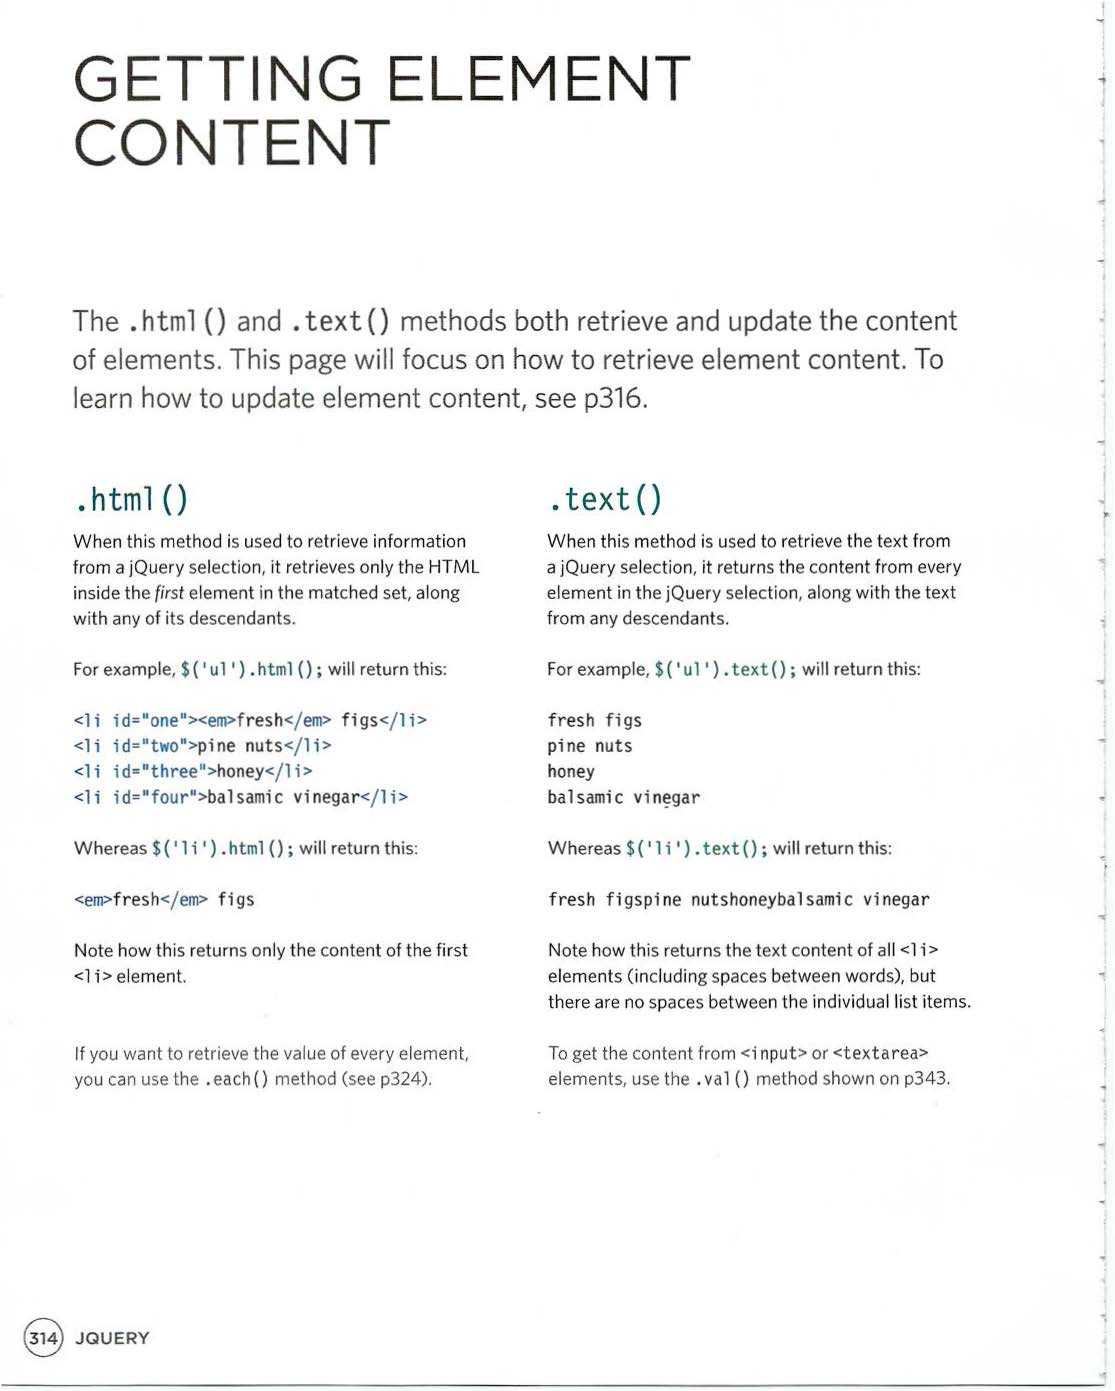 GETTING ELEMENT
CONTENT
The .html() and .text() methods both retrieve and update the content
of elements. This page will focus on how to retrieve element content. To
learn how to update element content, see p316.
.html()
When this method is used to retrieve information
from a jQuery selection, it retrieves only the HTML
inside the first element in the matched set, along
with any of its descendants.
For example, $('ul').html(); will return this:
<li id="one"><em>fresh</em> figs</li>
<li id="two">pine nuts</li>
<li id="three">honey</li>
<li id="four">balsamic vinegar</li>
Whereas $('li').html(); will return this:
<em>fresh</em> figs
Note how this returns only the content of the first
<li> element.
If you want to retrieve the value of every element,
you can use the .each() method (see p324).
.text()
When this method is used to retrieve the text from
a jQuery selection, it returns the content from every
element in the jQuery selection, along with the text
from any descendants.
For example, $('ul').text(); will return this:
fresh figs
pine nuts
honey
balsamic vinegar
Whereas $('li').text(); will return this:
fresh figspine nutshoneybalsamic vinegar
Note how this returns the text content of all <li>
elements (including spaces between words), but
there are no spaces between the individual list items.
To get the content from <input> or <textarea>
elements, use the .val() method shown on p343.
314 JQUERY